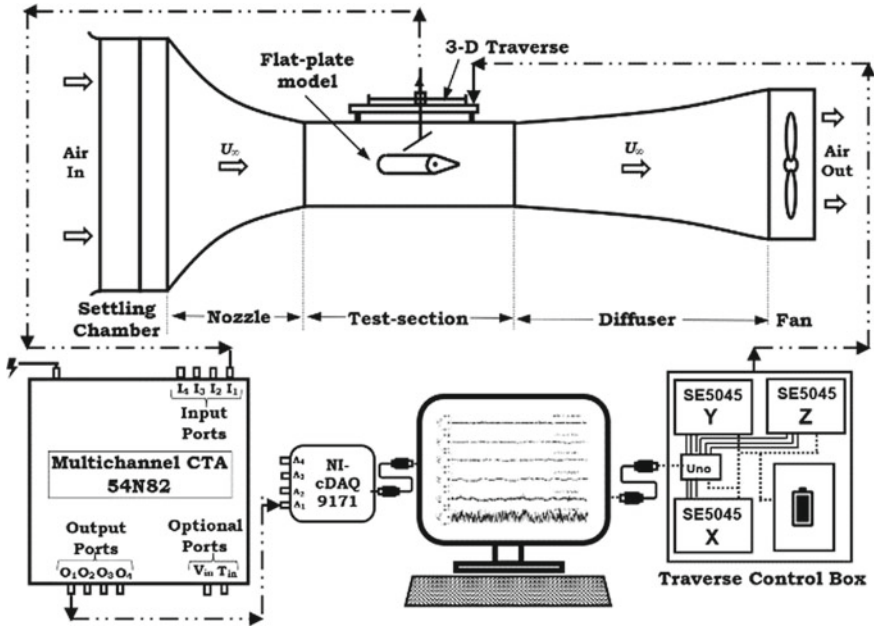 3-D Traverse
Flat-plate
model
Air
In
U∞
U∞
Air
Out
Settling
Chamber
Nozzle
Test-section
Diffuser
Fan
I4 I3 I2 I1
Input
Ports
Multichannel CTA
54N82
Output
Ports
O1 O2 O3 O4
Optional
Ports
Vin Tin
A4
A3
A2
A1
NI-
cDAQ
9171
SE5045
Y
SE5045
Z
Uno
SE5045
X
Traverse Control Box